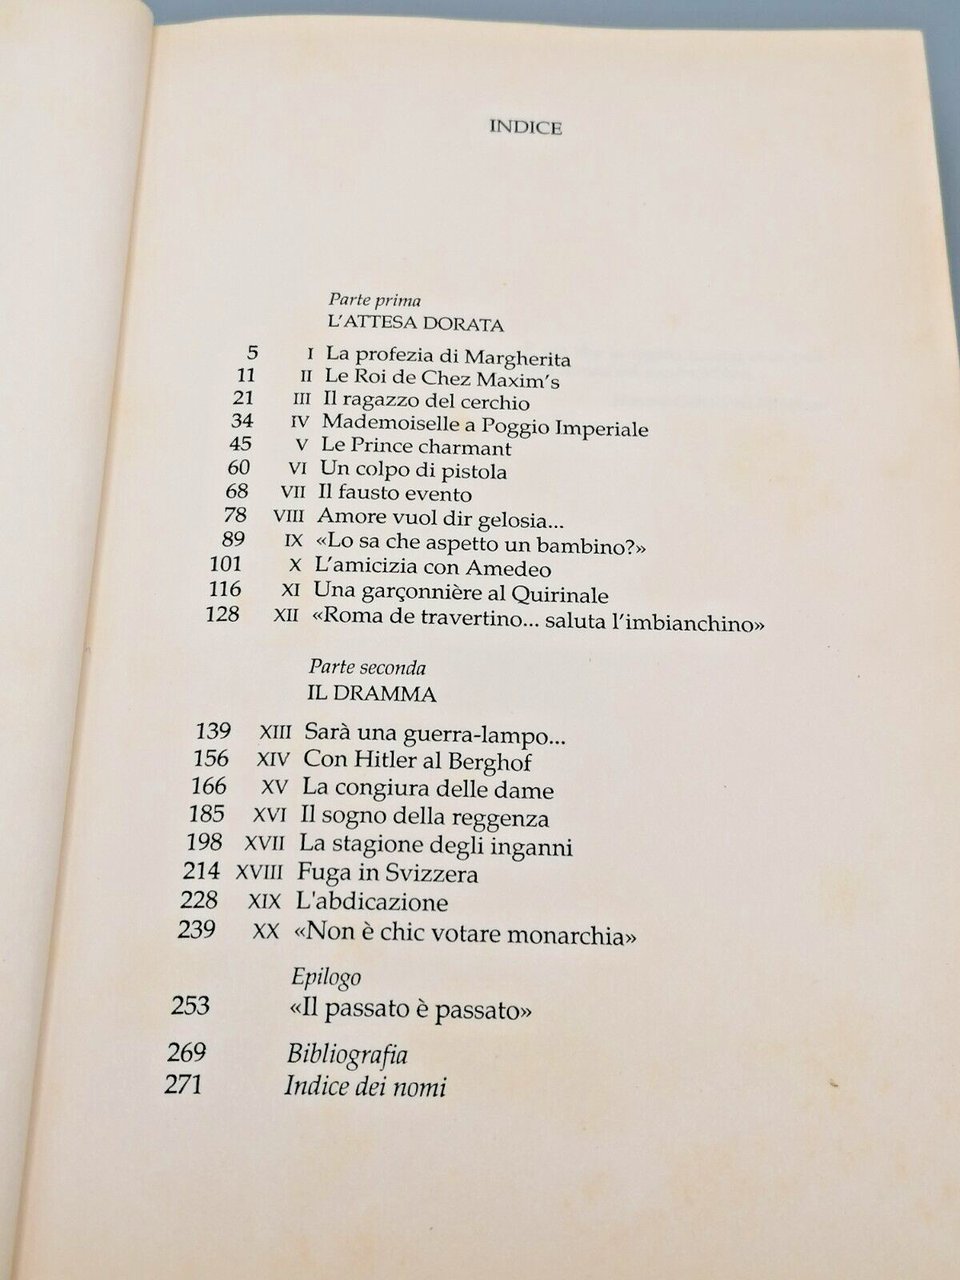 INDICE
Parte prima
L'ATTESA DORATA
5 I La profezia di Margherita
11 II Le Roi de Chez Maxim's
21 III Il ragazzo del cerchio
34 IV Mademoiselle a Poggio Imperiale
45 V Le Prince charmant
60 VI Un colpo di pistola
68 VII Il fausto evento
78 VIII Amore vuol dir gelosia...
89 IX «Lo sa che aspetto un bambino?»
101 X L'amicizia con Amedeo
116 XI Una garçonnière al Quirinale
128 XII «Roma de travertino... saluta l'imbianchino»
Parte seconda
IL DRAMMA
139 XIII Sarà una guerra-lampo...
156 XIV Con Hitler al Berghof
166 XV La congiura delle dame
185 XVI Il sogno della reggenza
198 XVII La stagione degli inganni
214 XVIII Fuga in Svizzera
228 XIX L'abdicazione
239 XX «Non è chic votare monarchia»
Epilogo
253 «Il passato è passato»
269 Bibliografia
271 Indice dei nomi